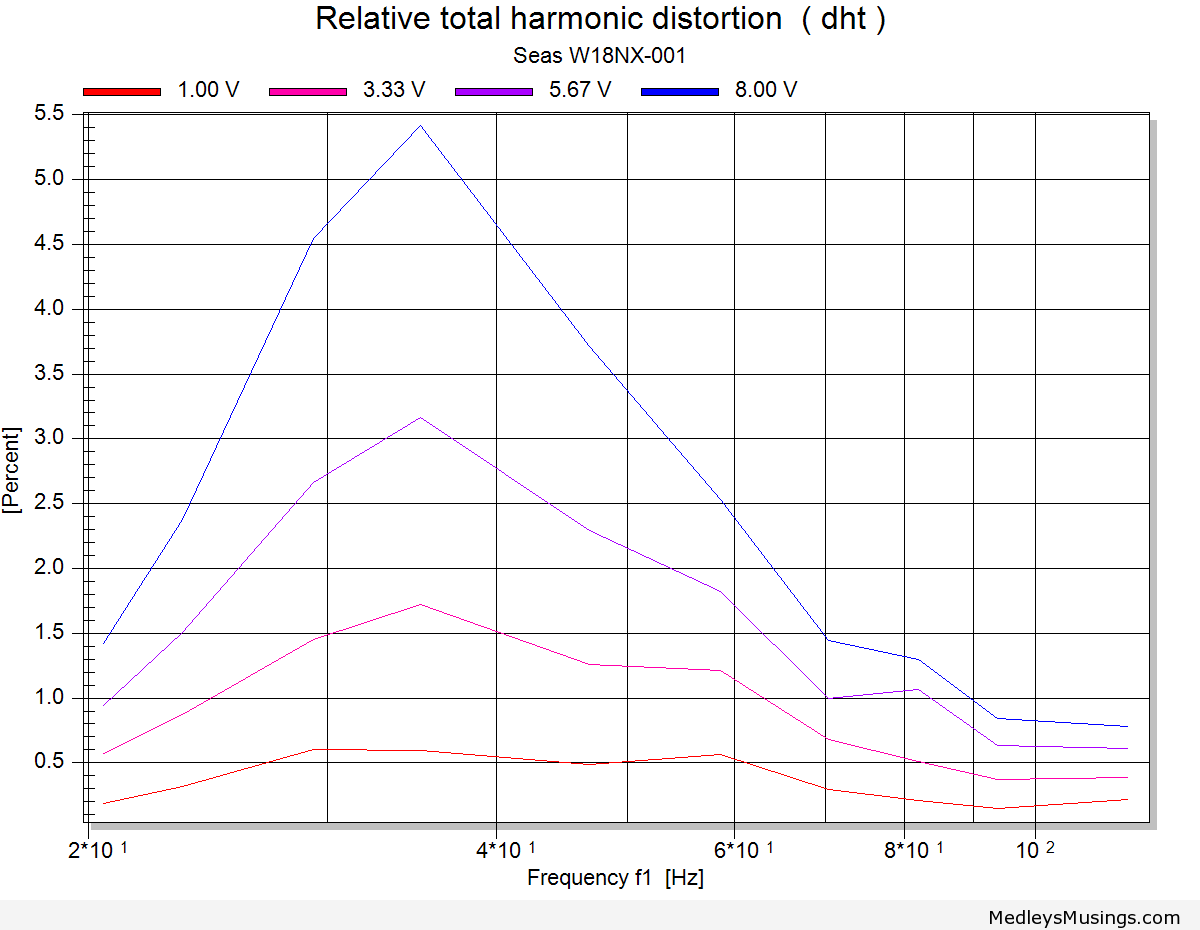 Relative total harmonic distortion ( dht )
Seas W18NX-001
1.00 V 3.33 V 5.67 V 8.00 V
5.5
5.0
4.5
4.0
3.5
3.0
2.5
2.0
1.5
1.0
0.5
[Percent]
2*10 1 4*10 1 6*10 1 8*10 1 10 2
Frequency f1 [Hz]
MedleysMusings.com